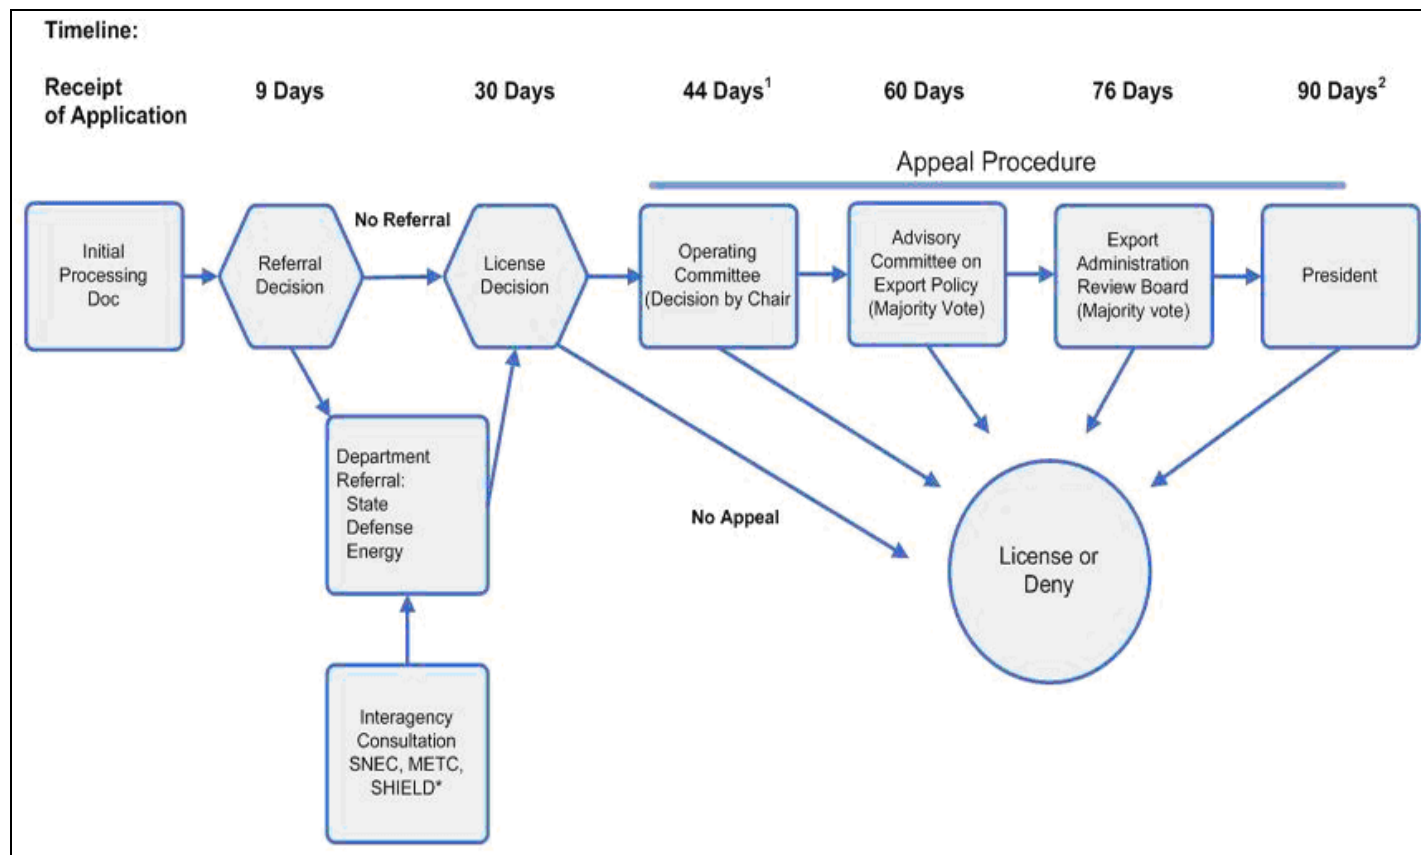 Timeline:
Receipt
of Application
9 Days
30 Days
44 Days¹
60 Days
76 Days
90 Days²
Appeal Procedure
Initial
Processing
Doc
Referral
Decision
No Referral
License
Decision
Operating
Committee
(Decision by Chair
Advisory
Committee on
Export Policy
(Majority Vote)
Export
Administration
Review Board
(Majority vote)
President
Department
Referral:
State
Defense
Energy
No Appeal
License or
Deny
Interagency
Consultation
SNEC, METC,
SHIELD*